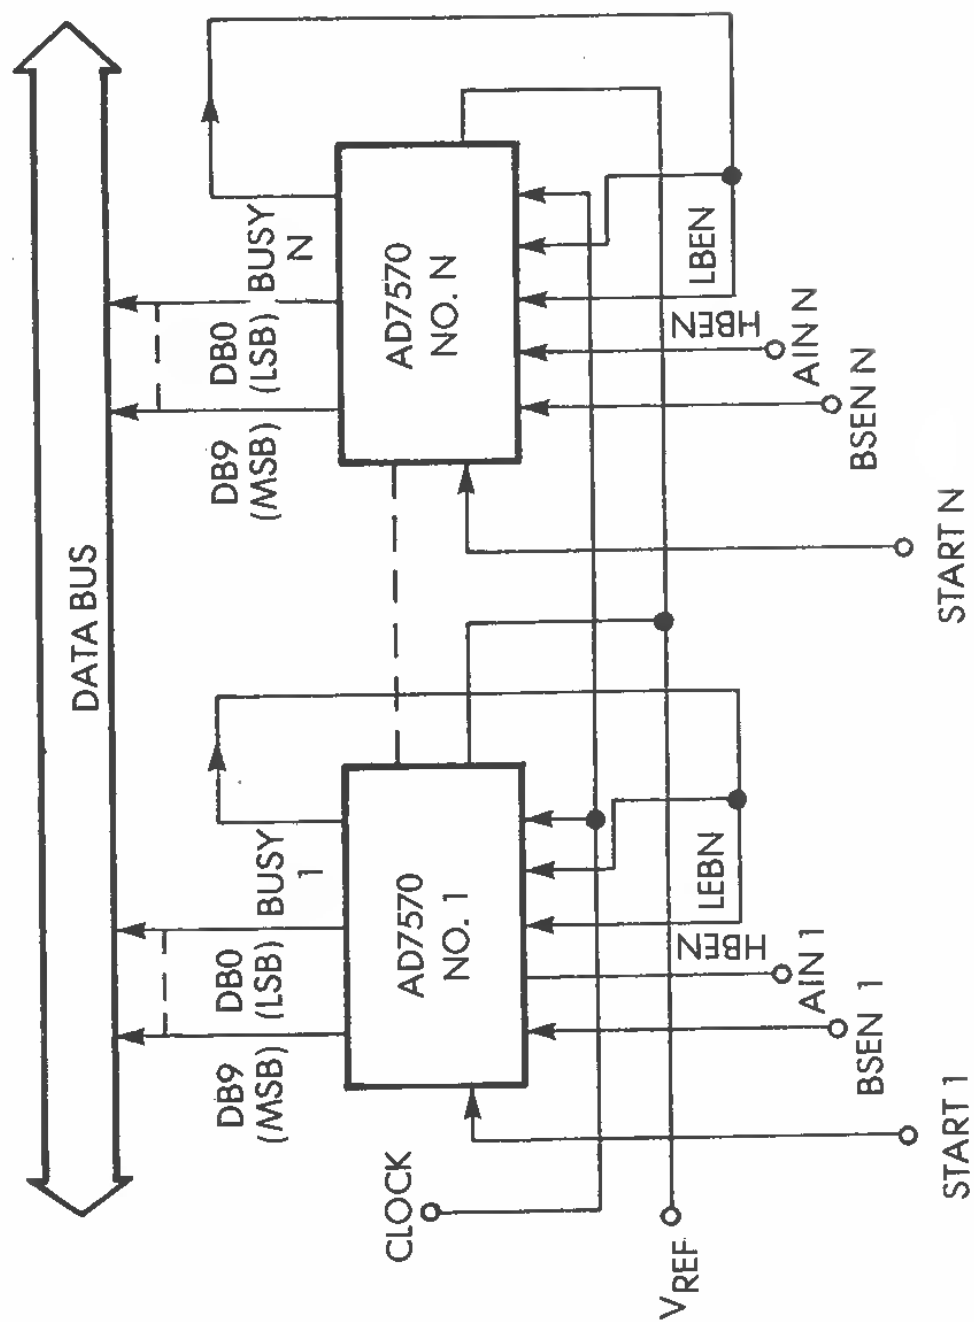 DATA BUS
DB9
(MSB)
DB0
(LSB)
BUSY
1
DB9
(MSB)
DB0
(LSB)
BUSY
N
CLOCK
AD7570
NO. 1
AD7570
NO. N
VREF
HBEN
LEBN
HBEN
LBEN
AIN 1
AIN N
BSEN 1
BSEN N
START 1
START N